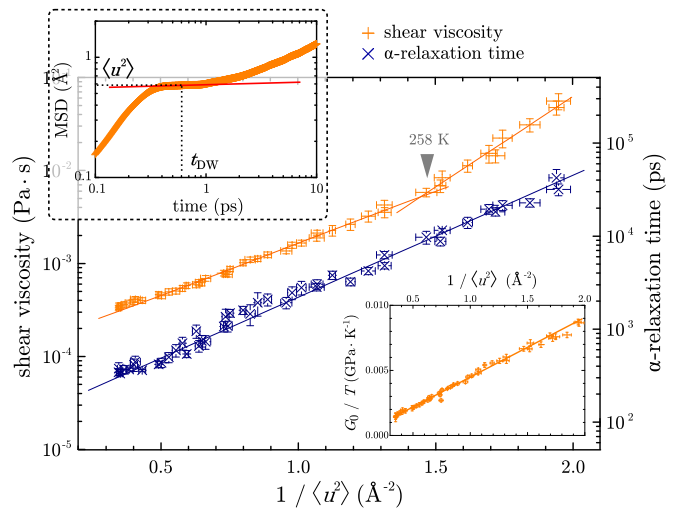 shear viscosity
α-relaxation time
MSD (Å²)
⟨u²⟩
1
0.1
t_DW
0.1
1
10
time (ps)
258 K
shear viscosity (Pa · s)
10⁻²
10⁻³
10⁻⁴
10⁻⁵
α-relaxation time (ps)
10⁵
10⁴
10³
10²
1 / ⟨u²⟩ (Å⁻²)
0.5
1.0
1.5
2.0
G₀ / T (GPa · K⁻¹)
0.010
0.005
0.000
0.5
1.0
1.5
2.0
1 / ⟨u²⟩ (Å⁻²)